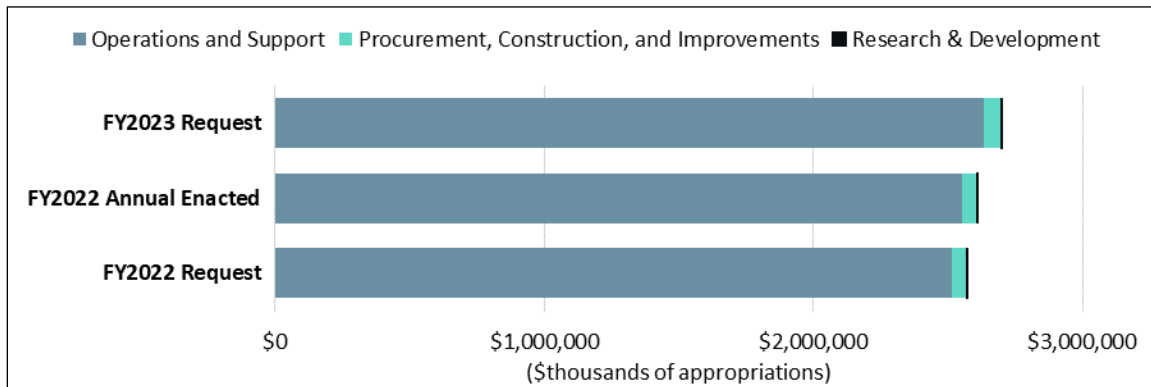 Operations and Support Procurement, Construction, and Improvements Research & Development
FY2023 Request
FY2022 Annual Enacted
FY2022 Request
$0 $1,000,000 $2,000,000 $3,000,000
($thousands of appropriations)